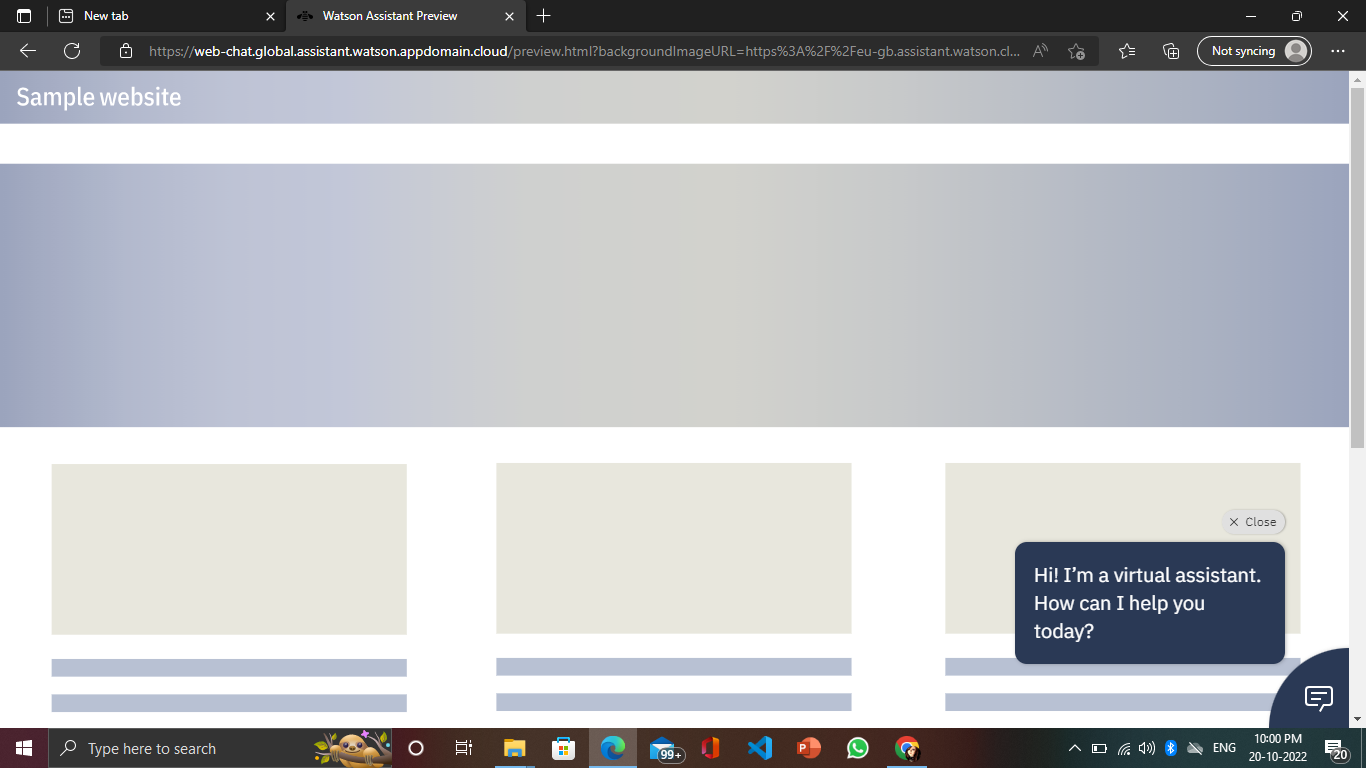 New tab
Watson Assistant Preview
https://web-chat.global.assistant.watson.appdomain.cloud/preview.html?backgroundImageURL=https%3A%2F%2Feu-gb.assistant.watson.cl...
Not syncing
Sample website
Close
Hi! I’m a virtual assistant.
How can I help you
today?
Type here to search
99+
ENG
10:00 PM
20-10-2022
20